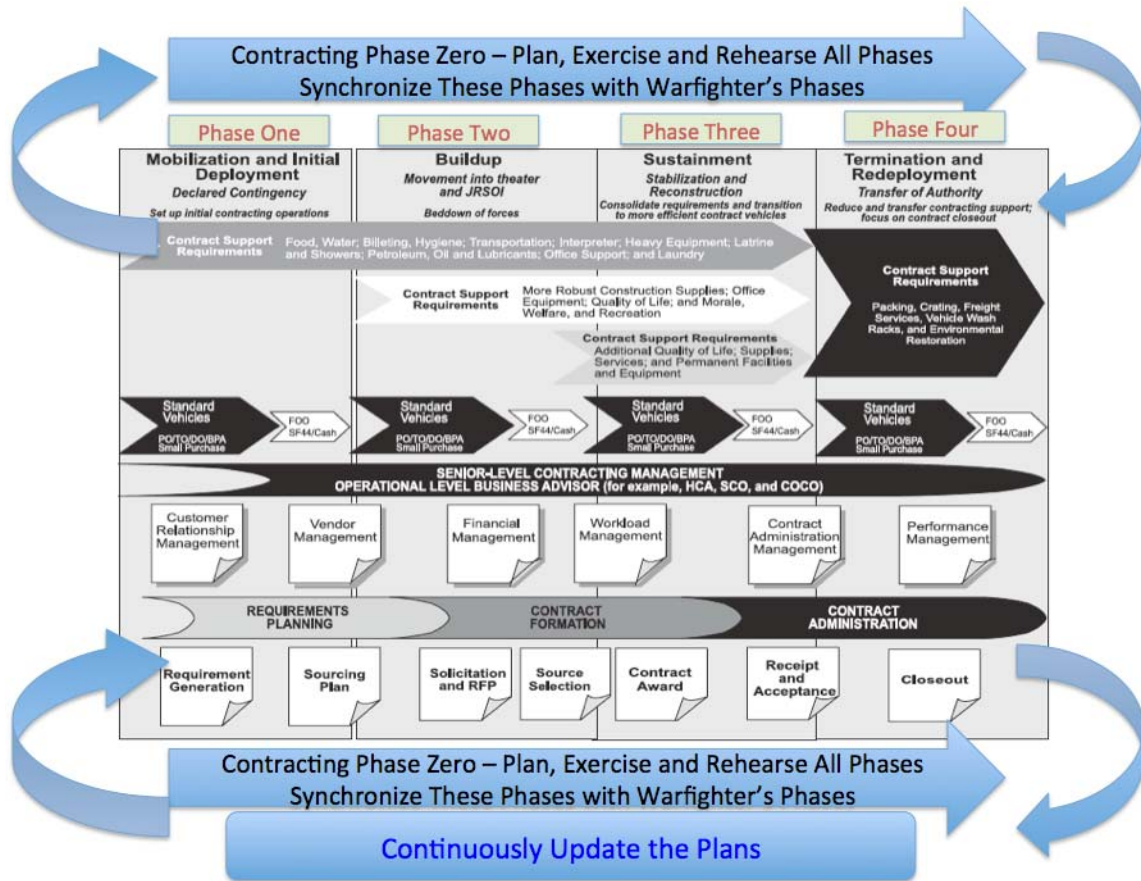 Contracting Phase Zero – Plan, Exercise and Rehearse All Phases
Synchronize These Phases with Warfighter's Phases
Phase One
Phase Two
Phase Three
Phase Four
Mobilization and Initial
Deployment
Declared Contingency
Set up initial contracting operations
Buildup
Movement into theater
and JRSOI
Beddown of forces
Sustainment
Stabilization and
Reconstruction
Consolidate requirements and transition
to more efficient contract vehicles
Termination and
Redeployment
Transfer of Authority
Reduce and transfer contracting support;
focus on contract closeout
Contract Support
Requirements
Food, Water; Billeting, Hygiene; Transportation; Interpreter; Heavy Equipment; Latrine
and Showers; Petroleum, Oil and Lubricants; Office Support; and Laundry
Contract Support
Requirements
More Robust Construction Supplies; Office
Equipment; Quality of Life; and Morale,
Welfare, and Recreation
Contract Support Requirements
Additional Quality of Life; Supplies;
Services; and Permanent Facilities
and Equipment
Contract Support
Requirements
Packing, Crating, Freight
Services, Vehicle Wash
Racks, and Environmental
Restoration
Standard
Vehicles
PO/TO/DO/BPA
Small Purchase
FOO
SF44/Cash
Standard
Vehicles
PO/TO/DO/BPA
Small Purchase
FOO
SF44/Cash
Standard
Vehicles
PO/TO/DO/BPA
Small Purchase
FOO
SF44/Cash
Standard
Vehicles
PO/TO/DO/BPA
Small Purchase
FOO
SF44/Cash
SENIOR-LEVEL CONTRACTING MANAGEMENT
OPERATIONAL LEVEL BUSINESS ADVISOR (for example, HCA, SCO, and COCO)
Customer
Relationship
Management
Vendor
Management
Financial
Management
Workload
Management
Contract
Administration
Management
Performance
Management
REQUIREMENTS
PLANNING
CONTRACT
FORMATION
CONTRACT
ADMINISTRATION
Requirement
Generation
Sourcing
Plan
Solicitation
and RFP
Source
Selection
Contract
Award
Receipt
and
Acceptance
Closeout
Contracting Phase Zero – Plan, Exercise and Rehearse All Phases
Synchronize These Phases with Warfighter's Phases
Continuously Update the Plans